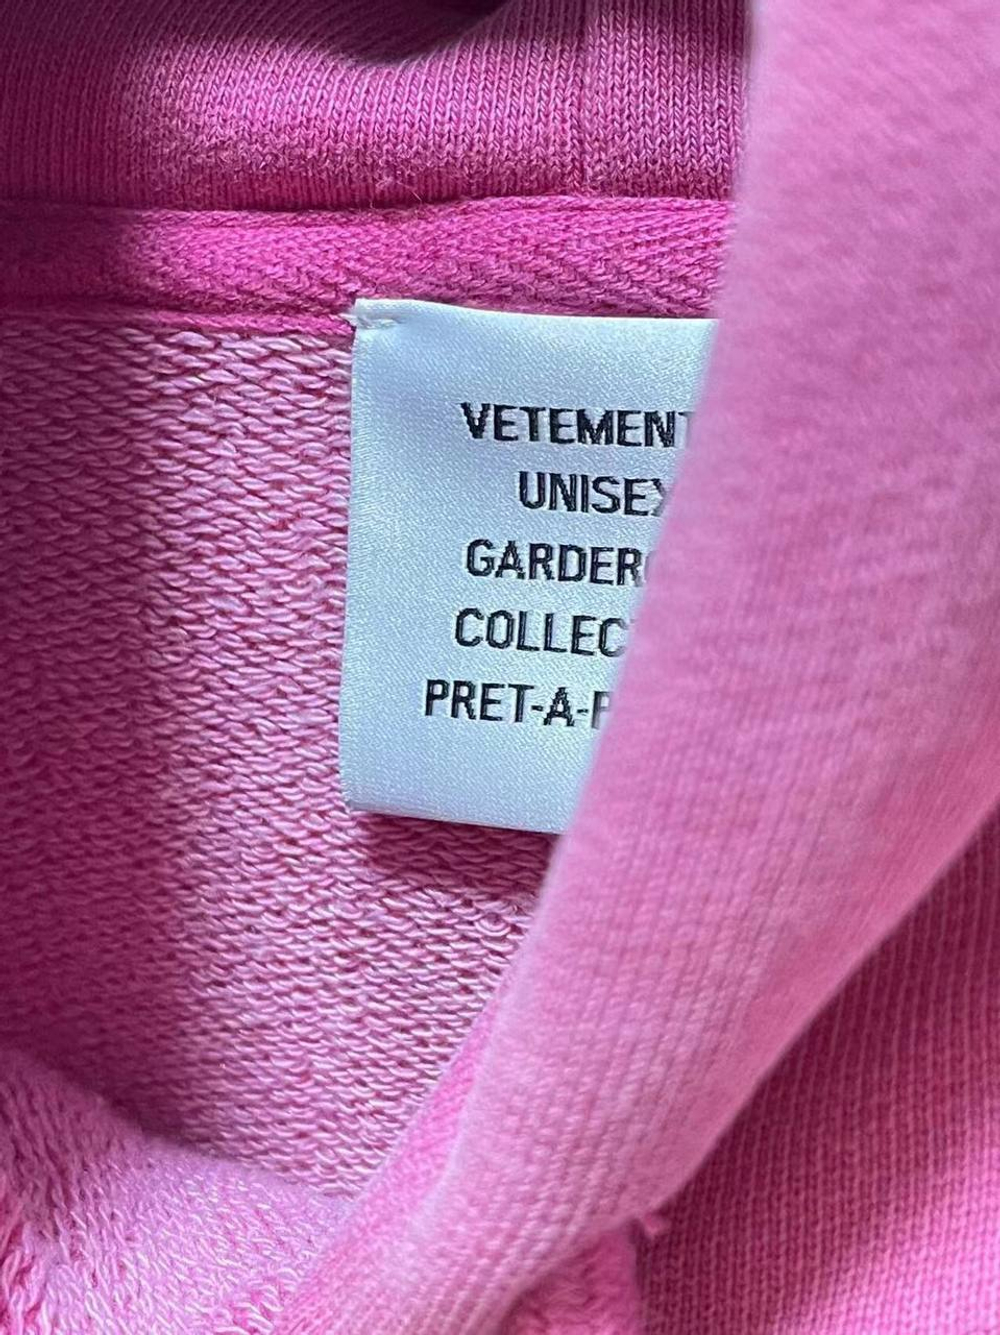 VETEMENT
UNISEX
GARDER
COLLEC
PRET-A-P